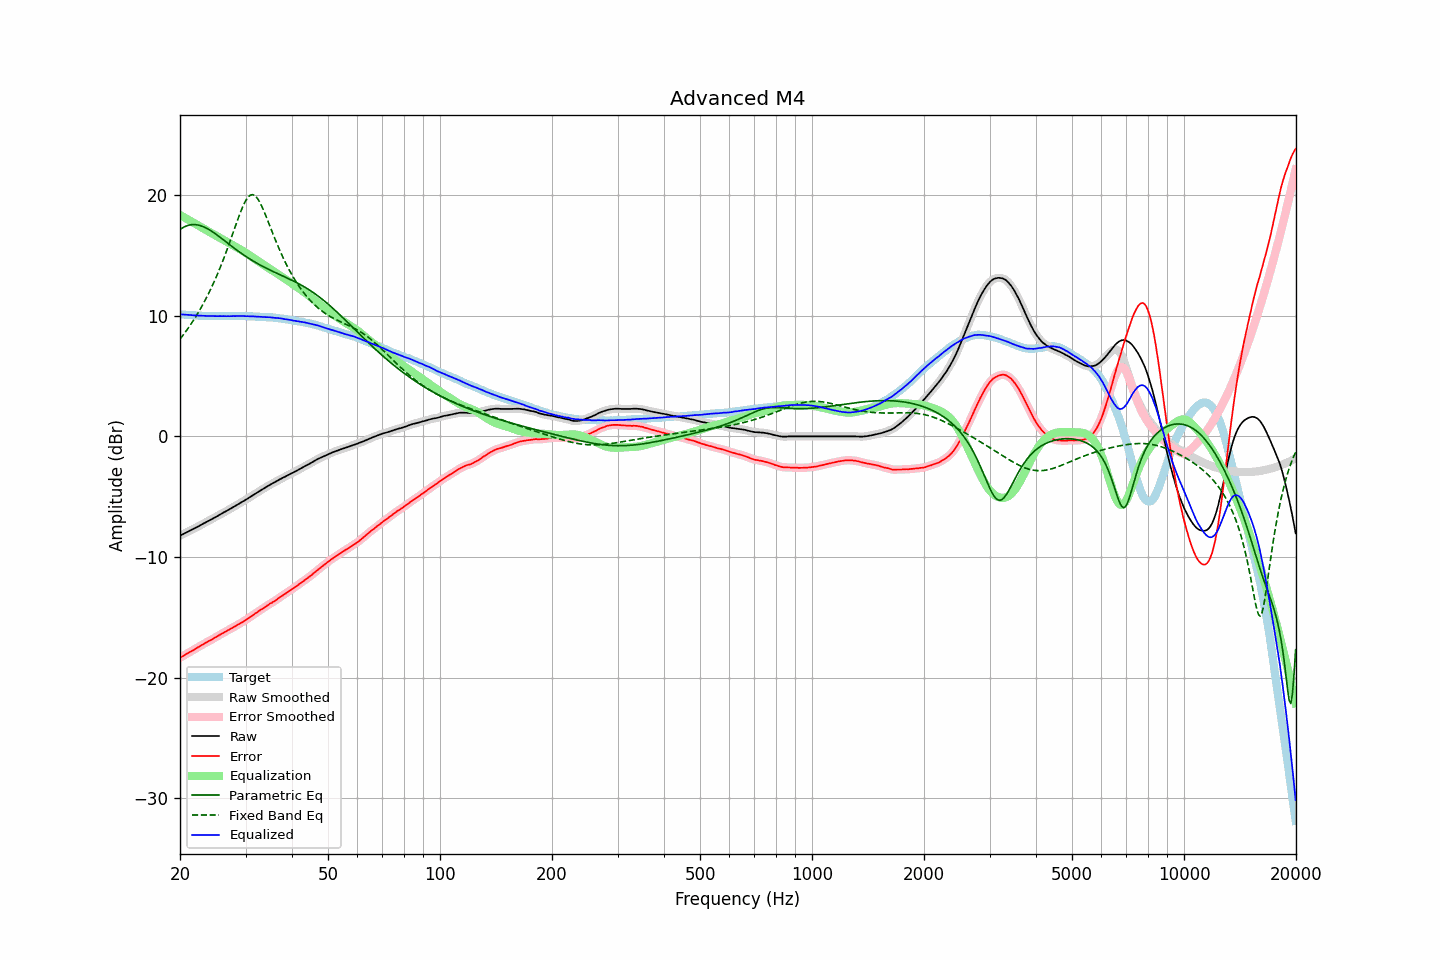 Advanced M4
Amplitude (dBr)
20
10
0
−10
−20
−30
Target
Raw Smoothed
Error Smoothed
Raw
Error
Equalization
Parametric Eq
Fixed Band Eq
Equalized
20 50 100 200 500 1000 2000 5000 10000 20000
Frequency (Hz)